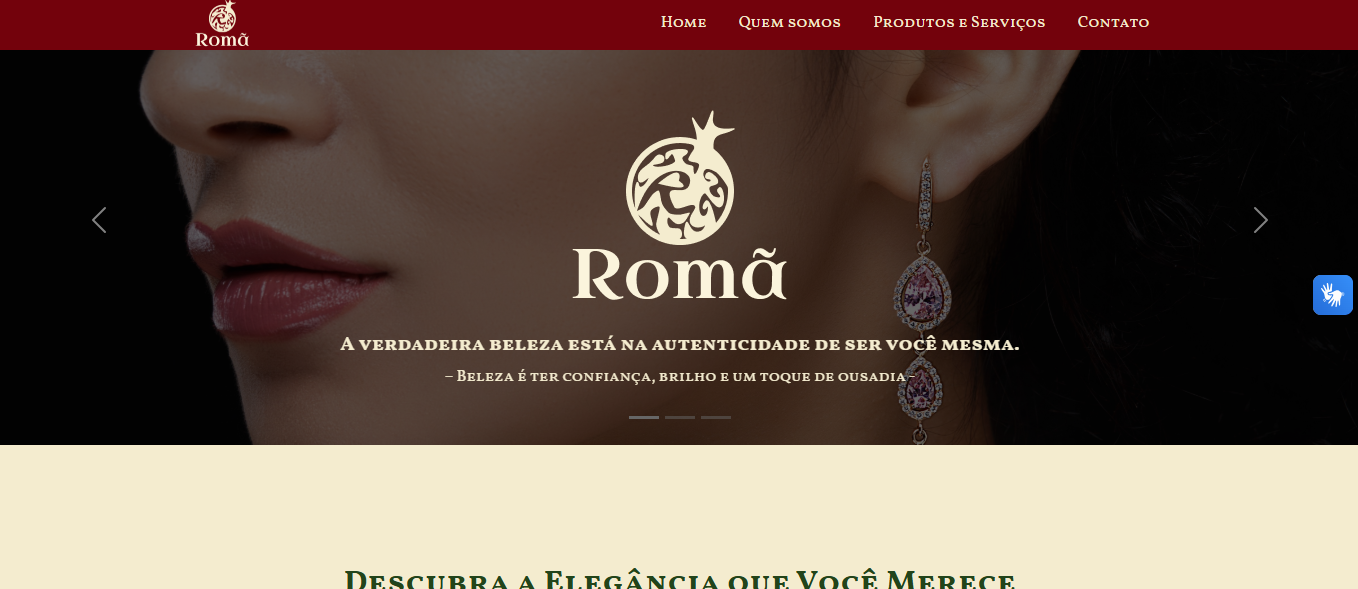 Romã
Home Quem somos Produtos e Serviços Contato
Romã
A verdadeira beleza está na autenticidade de ser você mesma.
– Beleza é ter confiança, brilho e um toque de ousadia –
Descubra a Elegância que Você Merece